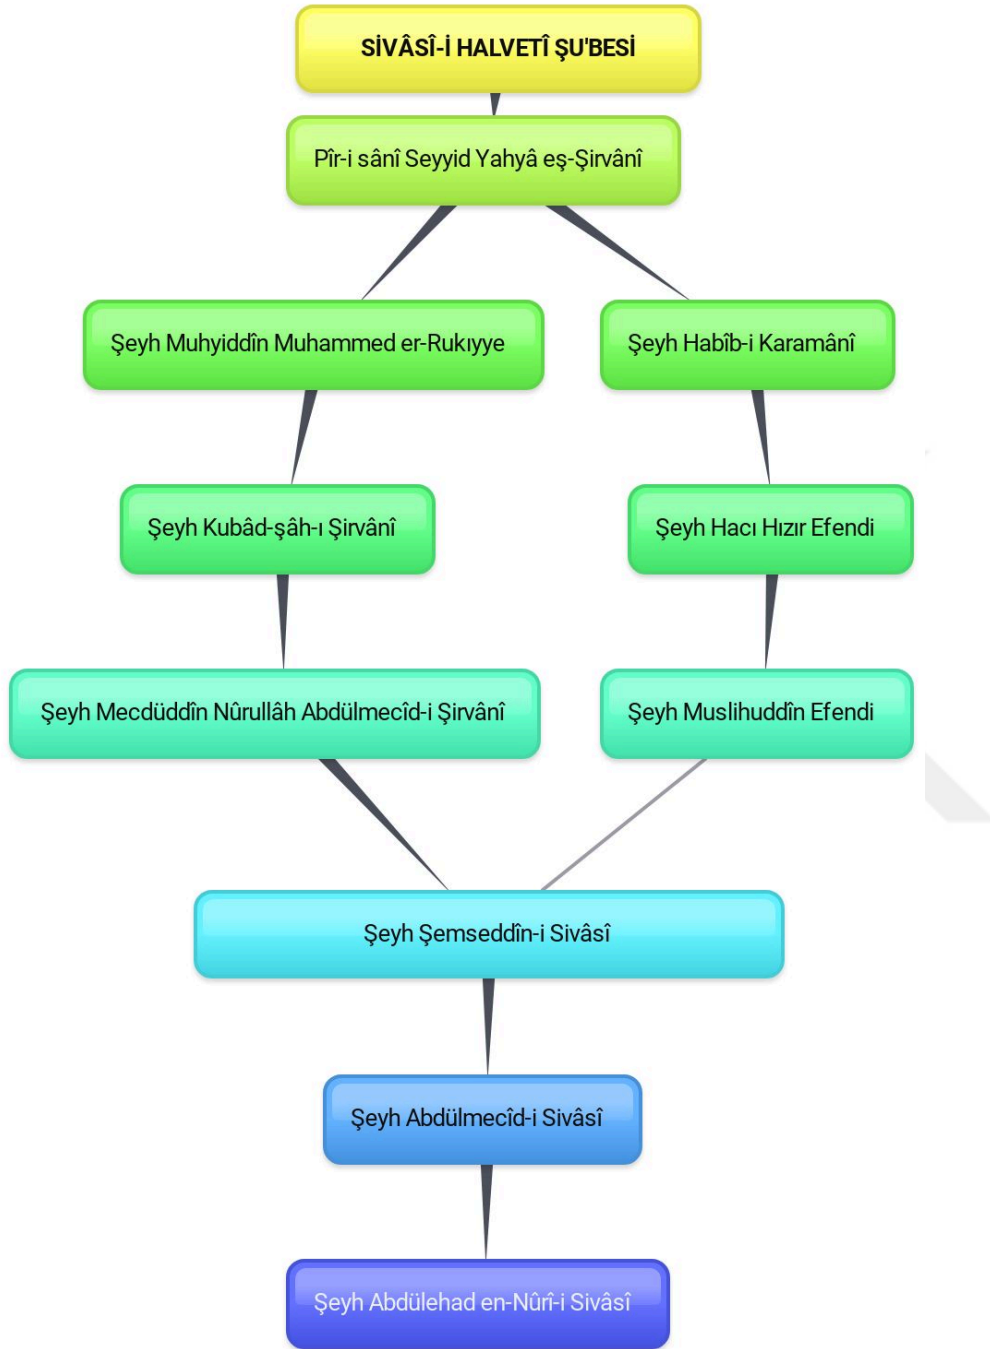 SİVÂSÎ-İ HALVETÎ ŞU'BESİ
Pîr-i sânî Seyyid Yahyâ eş-Şirvânî
Şeyh Muhyiddîn Muhammed er-Rukıyye
Şeyh Habîb-i Karamânî
Şeyh Kubâd-şâh-ı Şirvânî
Şeyh Hacı Hızır Efendi
Şeyh Mecdüddîn Nûrullâh Abdülmecîd-i Şirvânî
Şeyh Muslihuddîn Efendi
Şeyh Şemseddîn-i Sivâsî
Şeyh Abdülmecîd-i Sivâsî
Şeyh Abdülehad en-Nûrî-i Sivâsî